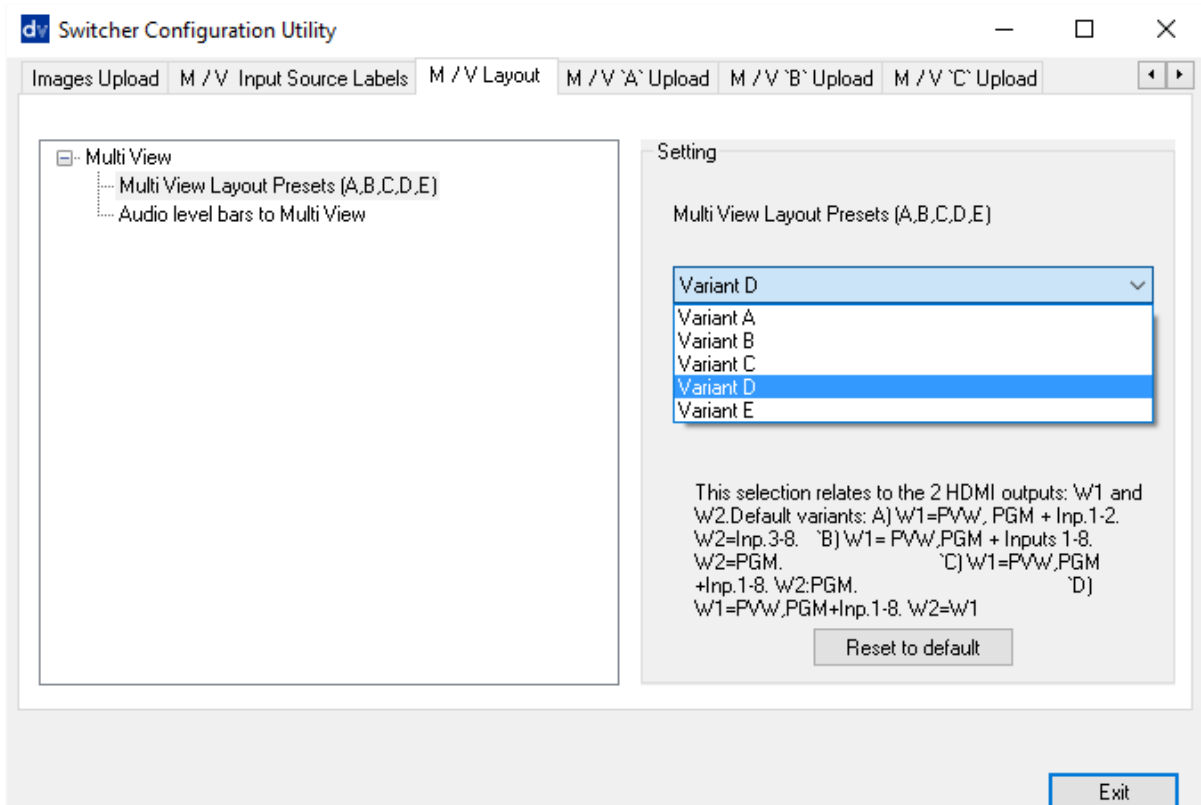 dv Switcher Configuration Utility
Images Upload M / V Input Source Labels M / V Layout M / V `A` Upload M / V `B` Upload M / V `C` Upload
Multi View
Multi View Layout Presets (A,B,C,D,E)
Audio level bars to Multi View
Setting
Multi View Layout Presets (A,B,C,D,E)
Variant D
Variant A
Variant B
Variant C
Variant D
Variant E
This selection relates to the 2 HDMI outputs: W1 and
W2.Default variants: A) W1=PVW, PGM + Inp.1-2.
W2=Inp.3-8. `B) W1= PVW,PGM + Inputs 1-8.
W2=PGM. `C) W1=PVW,PGM
+Inp.1-8. W2:PGM. `D)
W1=PVW,PGM+Inp.1-8. W2=W1
Reset to default
Exit